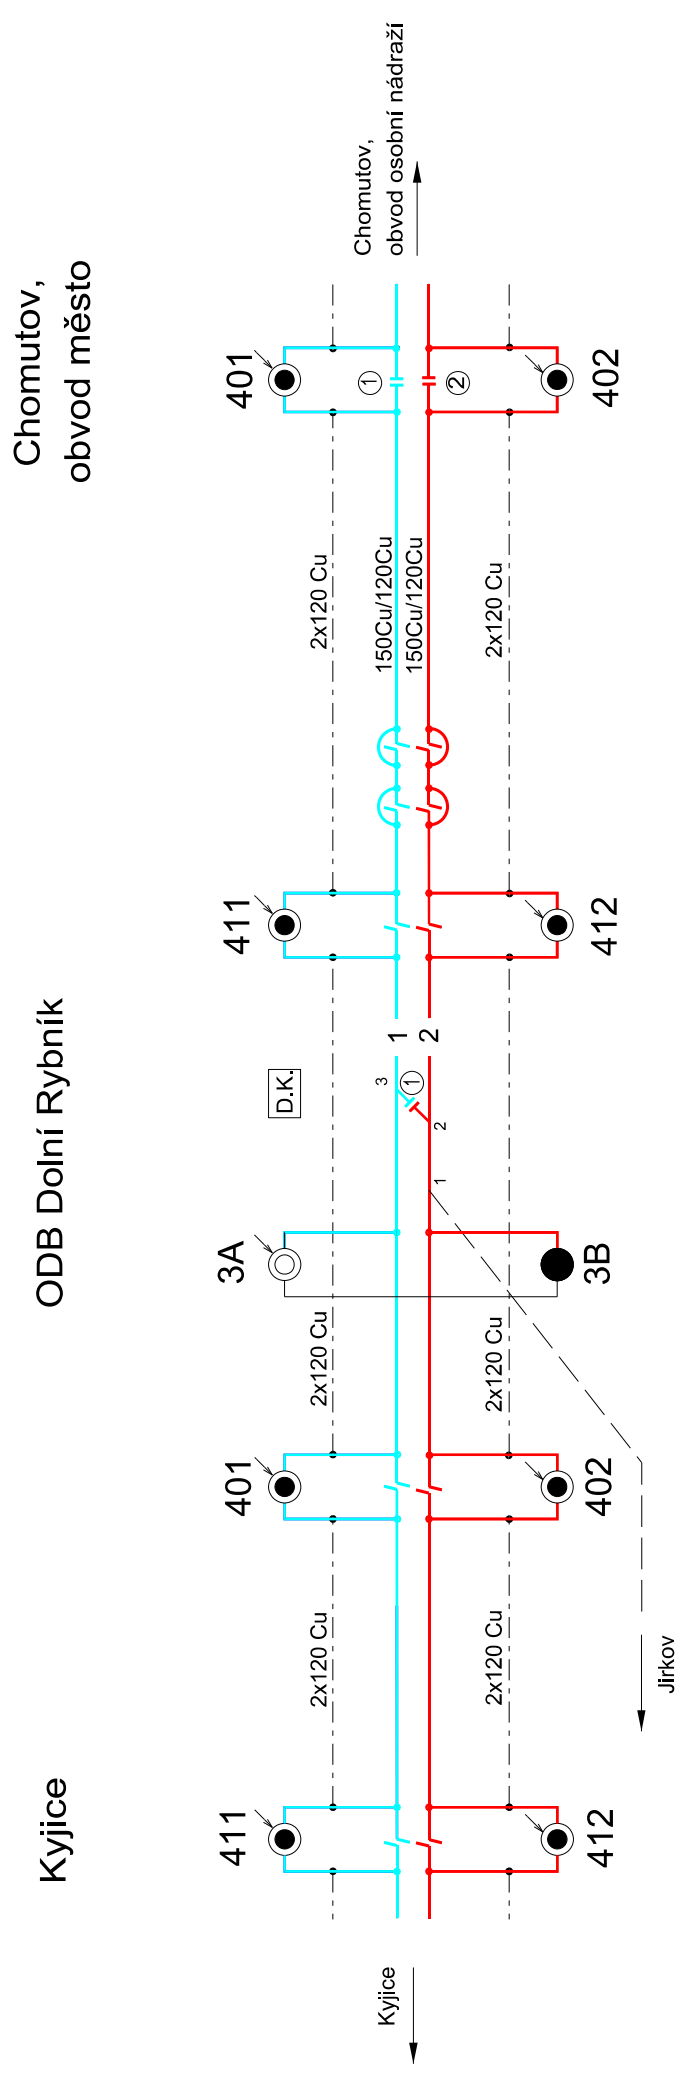 Kyjice
ODB Dolní Rybník
Chomutov,
obvod město
411
401
3A
D.K.
411
401
2x120 Cu
2x120 Cu
2x120 Cu
Kyjice
3
1
1
150Cu/120Cu
1
Chomutov,
obvod osobní nádraží
1
2
2
150Cu/120Cu
2
2x120 Cu
2x120 Cu
2x120 Cu
412
402
3B
412
402
Jirkov